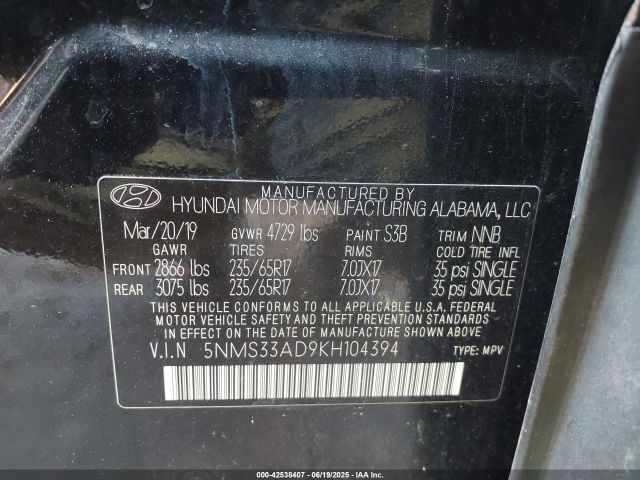 MANUFACTURED BY
HYUNDAI MOTOR MANUFACTURING ALABAMA, LLC
Mar/20/19 GVWR 4729 lbs PAINT S3B TRIM NNB
GAWR TIRES RIMS COLD TIRE INFL
FRONT 2866 lbs 235/65R17 7.0JX17 35 psi SINGLE
REAR 3075 lbs 235/65R17 7.0JX17 35 psi SINGLE
THIS VEHICLE CONFORMS TO ALL APPLICABLE U.S.A. FEDERAL
MOTOR VEHICLE SAFETY AND THEFT PREVENTION STANDARDS
IN EFFECT ON THE DATE OF MANUFACTURE SHOWN ABOVE.
V.I.N 5NMS33AD9KH104394 TYPE: MPV
000-42538407 - 06/19/2025 - IAAI